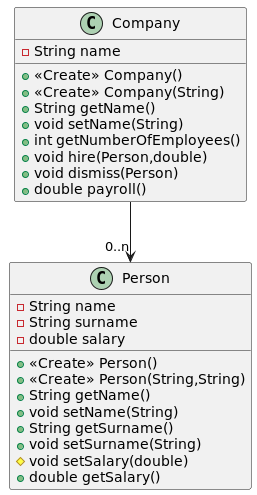 C Company
String name
«Create» Company()
«Create» Company(String)
String getName()
void setName(String)
int getNumberOfEmployees()
void hire(Person,double)
void dismiss(Person)
double payroll()
0..n
C Person
String name
String surname
double salary
«Create» Person()
«Create» Person(String,String)
String getName()
void setName(String)
String getSurname()
void setSurname(String)
void setSalary(double)
double getSalary()